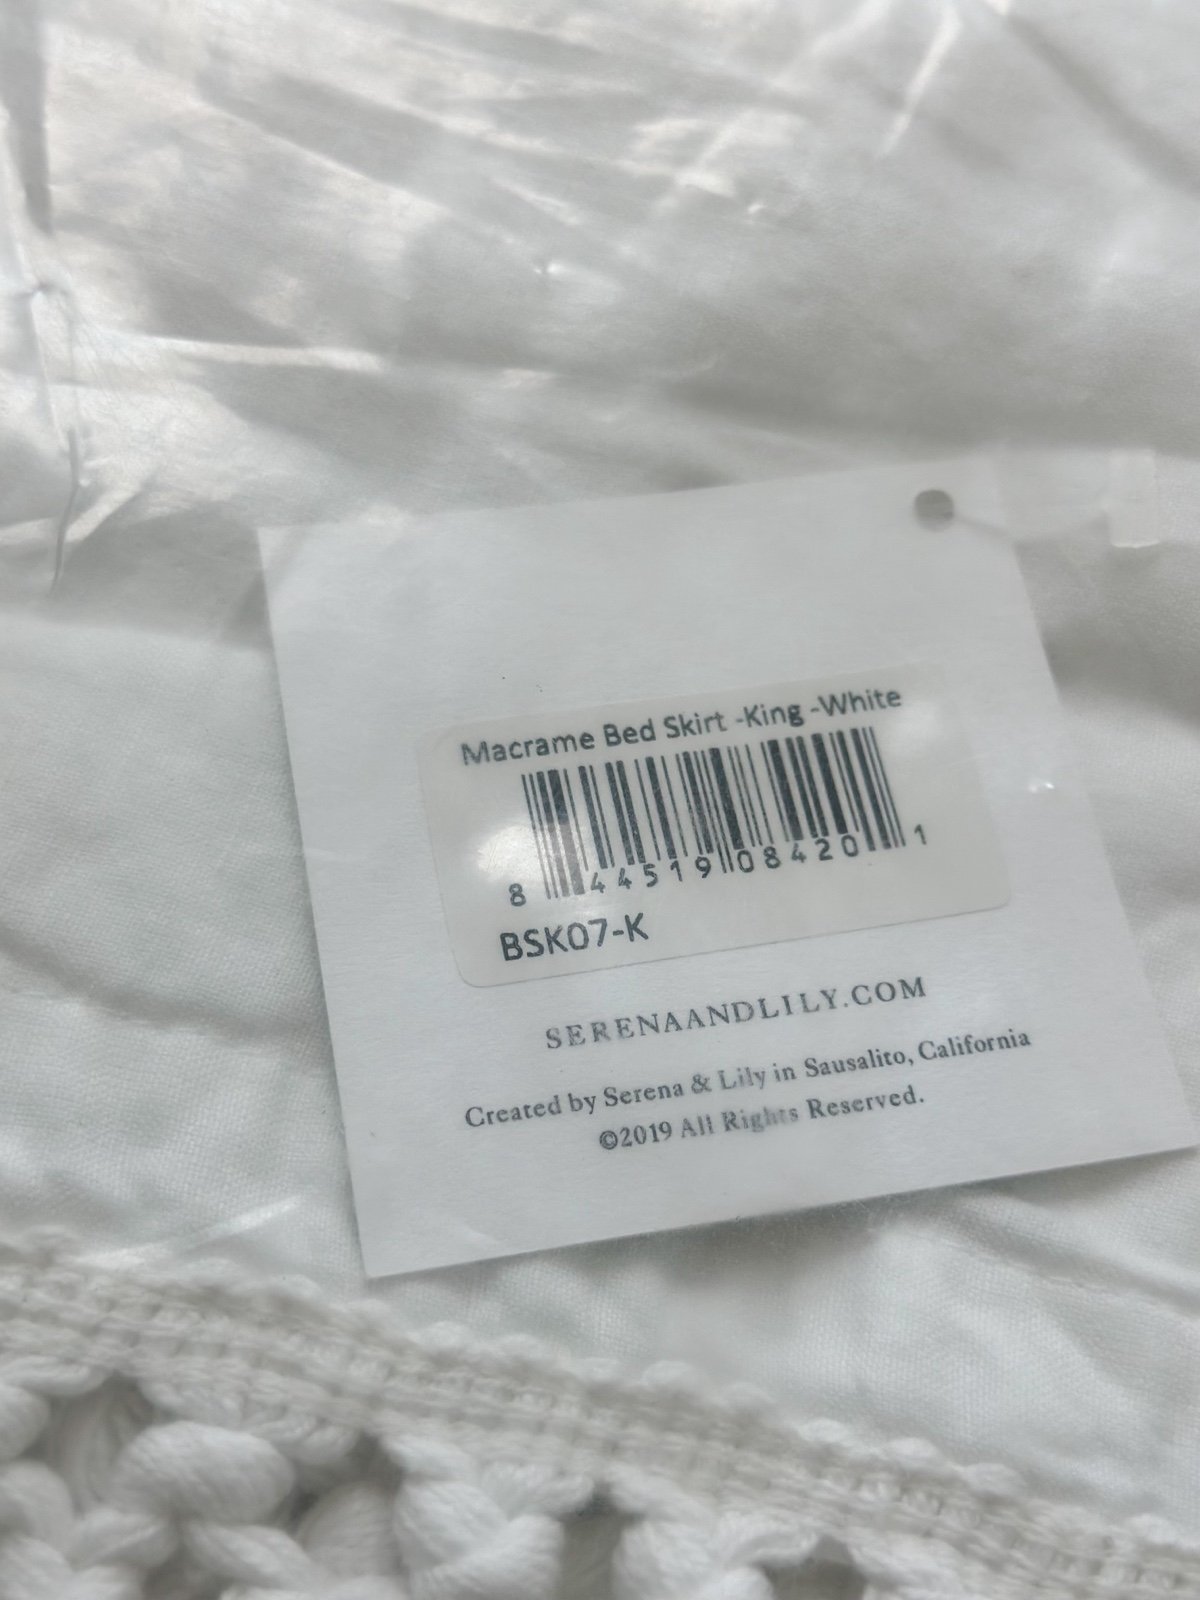 Macrame Bed Skirt -King -White
8 44519 08420 1
BSK07-K
SERENAANDLILY.COM
Created by Serena & Lily in Sausalito, California
©2019 All Rights Reserved.